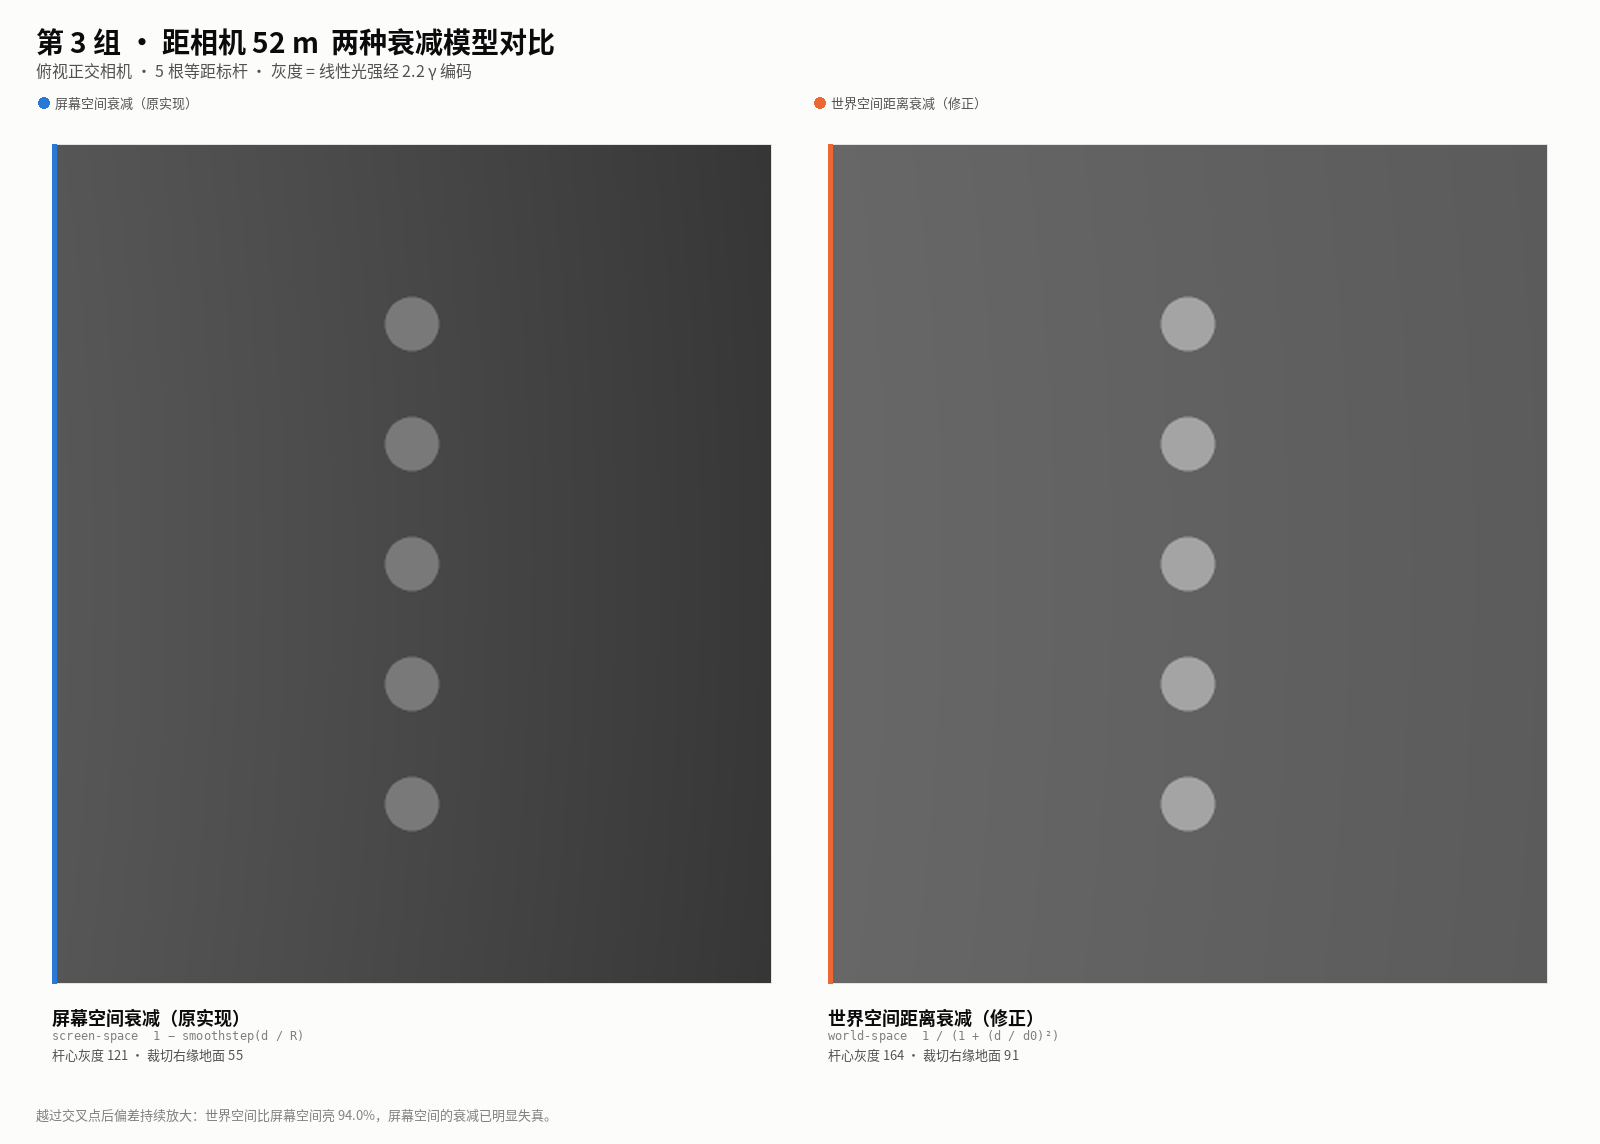 第 3 组 · 距相机 52 m 两种衰减模型对比
俯视正交相机 · 5 根等距标杆 · 灰度 = 线性光强经 2.2 γ 编码
屏幕空间衰减（原实现）
世界空间距离衰减（修正）
屏幕空间衰减（原实现）
screen-space 1 − smoothstep(d / R)
杆心灰度 121 · 裁切右缘地面 55
世界空间距离衰减（修正）
world-space 1 / (1 + (d / d0)²)
杆心灰度 164 · 裁切右缘地面 91
越过交叉点后偏差持续放大：世界空间比屏幕空间亮 94.0%，屏幕空间的衰减已明显失真。